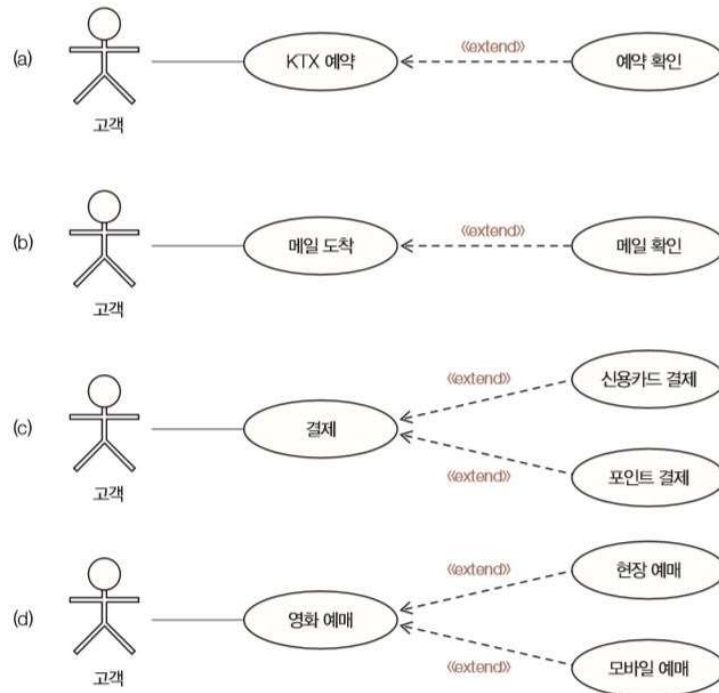 (a)
고객
KTX 예약
«extend»
예약 확인
(b)
고객
메일 도착
«extend»
메일 확인
(c)
고객
결제
«extend»
신용카드 결제
«extend»
포인트 결제
(d)
고객
영화 예매
«extend»
현장 예매
«extend»
모바일 예매